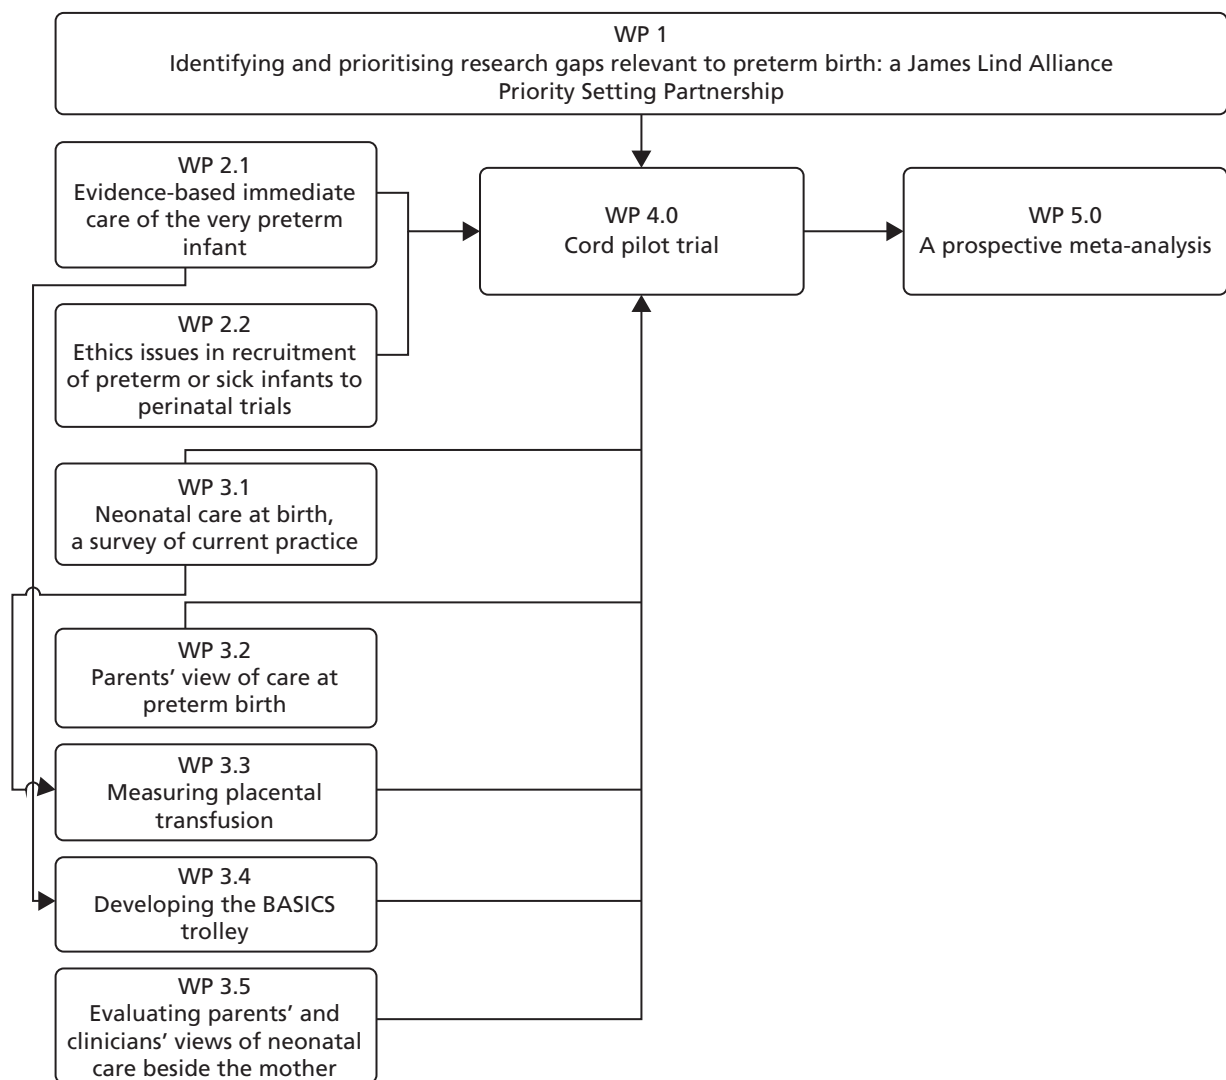 WP 1
Identifying and prioritising research gaps relevant to preterm birth: a James Lind Alliance
Priority Setting Partnership
WP 2.1
Evidence-based immediate
care of the very preterm
infant
WP 4.0
Cord pilot trial
WP 5.0
A prospective meta-analysis
WP 2.2
Ethics issues in recruitment
of preterm or sick infants to
perinatal trials
WP 3.1
Neonatal care at birth,
a survey of current practice
WP 3.2
Parents’ view of care at
preterm birth
WP 3.3
Measuring placental
transfusion
WP 3.4
Developing the BASICS
trolley
WP 3.5
Evaluating parents’ and
clinicians’ views of neonatal
care beside the mother